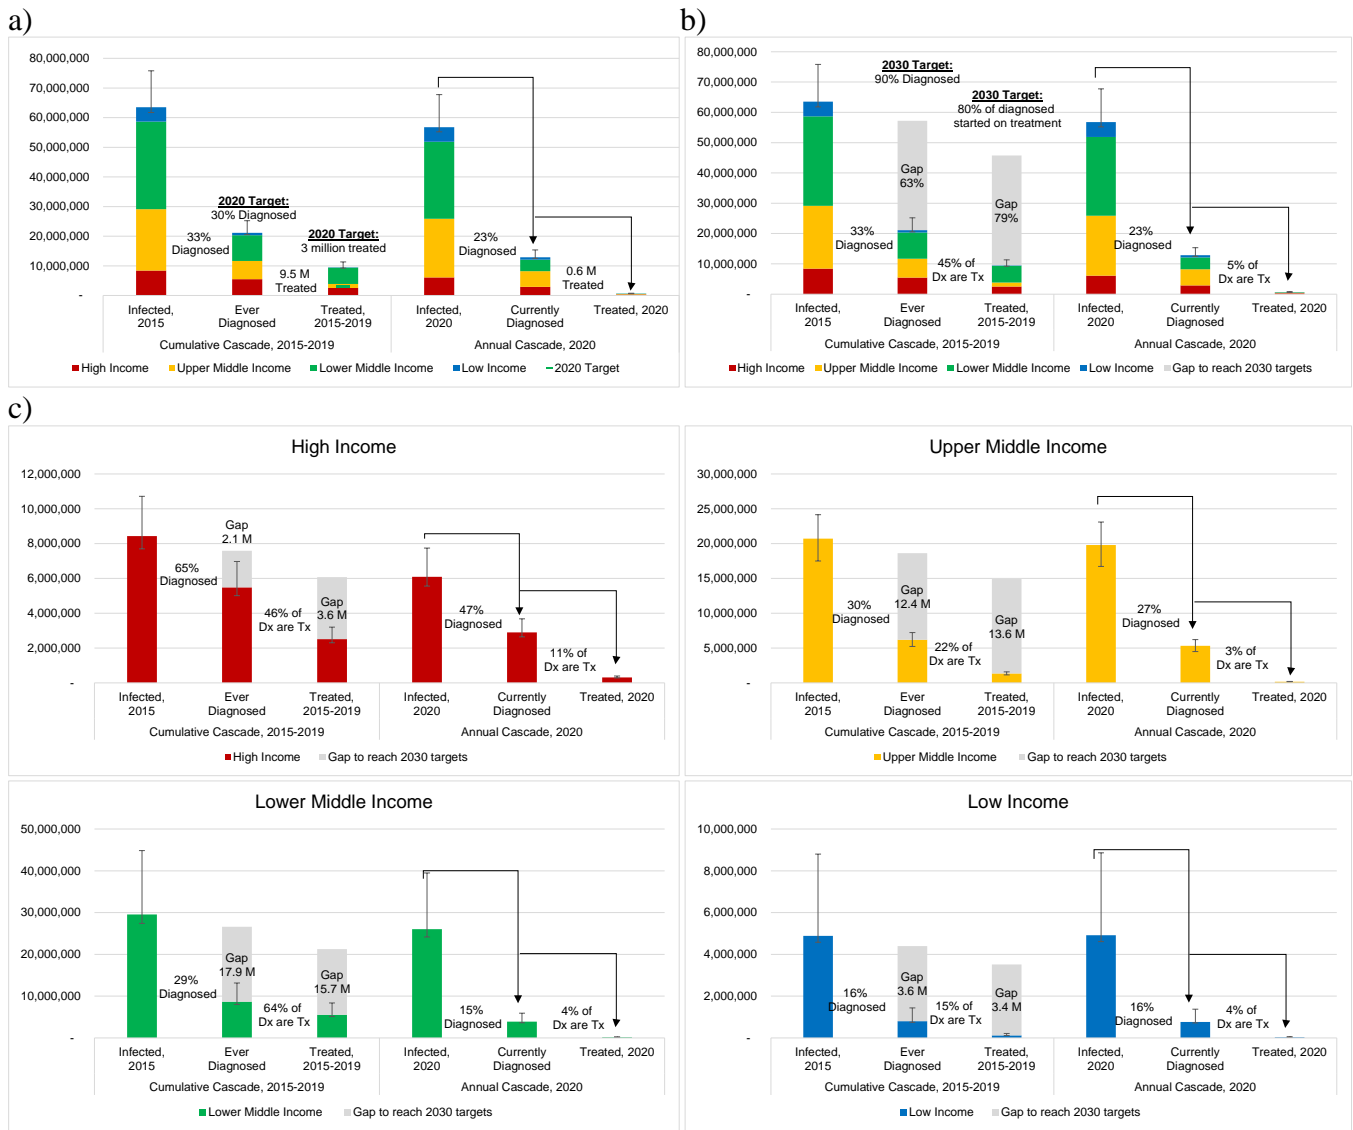 a)
80,000,000
70,000,000
60,000,000
50,000,000
40,000,000
30,000,000
20,000,000
10,000,000
-
2020 Target:
30% Diagnosed
33%
Diagnosed
2020 Target:
3 million treated
9.5 M
Treated
23%
Diagnosed
0.6 M
Treated
Infected,
2015
Ever
Diagnosed
Treated,
2015-2019
Infected,
2020
Currently
Diagnosed
Treated, 2020
Cumulative Cascade, 2015-2019
Annual Cascade, 2020
High Income
Upper Middle Income
Lower Middle Income
Low Income
2020 Target
b)
80,000,000
70,000,000
60,000,000
50,000,000
40,000,000
30,000,000
20,000,000
10,000,000
-
2030 Target:
90% Diagnosed
2030 Target:
80% of diagnosed
started on treatment
Gap
63%
Gap
79%
33%
Diagnosed
45% of
Dx are Tx
23%
Diagnosed
5% of
Dx are Tx
Infected,
2015
Ever
Diagnosed
Treated,
2015-2019
Infected,
2020
Currently
Diagnosed
Treated, 2020
Cumulative Cascade, 2015-2019
Annual Cascade, 2020
High Income
Upper Middle Income
Lower Middle Income
Low Income
Gap to reach 2030 targets
c)
High Income
12,000,000
10,000,000
8,000,000
6,000,000
4,000,000
2,000,000
-
Gap
2.1 M
65%
Diagnosed
46% of
Dx are Tx
Gap
3.6 M
47%
Diagnosed
11% of
Dx are Tx
Infected,
2015
Ever
Diagnosed
Treated,
2015-2019
Infected,
2020
Currently
Diagnosed
Treated, 2020
Cumulative Cascade, 2015-2019
Annual Cascade, 2020
High Income
Gap to reach 2030 targets
Upper Middle Income
30,000,000
25,000,000
20,000,000
15,000,000
10,000,000
5,000,000
-
30%
Diagnosed
Gap
12.4 M
22% of
Dx are Tx
Gap
13.6 M
27%
Diagnosed
3% of
Dx are Tx
Infected,
2015
Ever
Diagnosed
Treated,
2015-2019
Infected,
2020
Currently
Diagnosed
Treated, 2020
Cumulative Cascade, 2015-2019
Annual Cascade, 2020
Upper Middle Income
Gap to reach 2030 targets
Lower Middle Income
50,000,000
40,000,000
30,000,000
20,000,000
10,000,000
-
29%
Diagnosed
Gap
17.9 M
64% of
Dx are Tx
Gap
15.7 M
15%
Diagnosed
4% of
Dx are Tx
Infected,
2015
Ever
Diagnosed
Treated,
2015-2019
Infected,
2020
Currently
Diagnosed
Treated, 2020
Cumulative Cascade, 2015-2019
Annual Cascade, 2020
Lower Middle Income
Gap to reach 2030 targets
Low Income
10,000,000
8,000,000
6,000,000
4,000,000
2,000,000
-
16%
Diagnosed
Gap
3.6 M
15% of
Dx are Tx
Gap
3.4 M
16%
Diagnosed
4% of
Dx are Tx
Infected,
2015
Ever
Diagnosed
Treated,
2015-2019
Infected,
2020
Currently
Diagnosed
Treated, 2020
Cumulative Cascade, 2015-2019
Annual Cascade, 2020
Low Income
Gap to reach 2030 targets